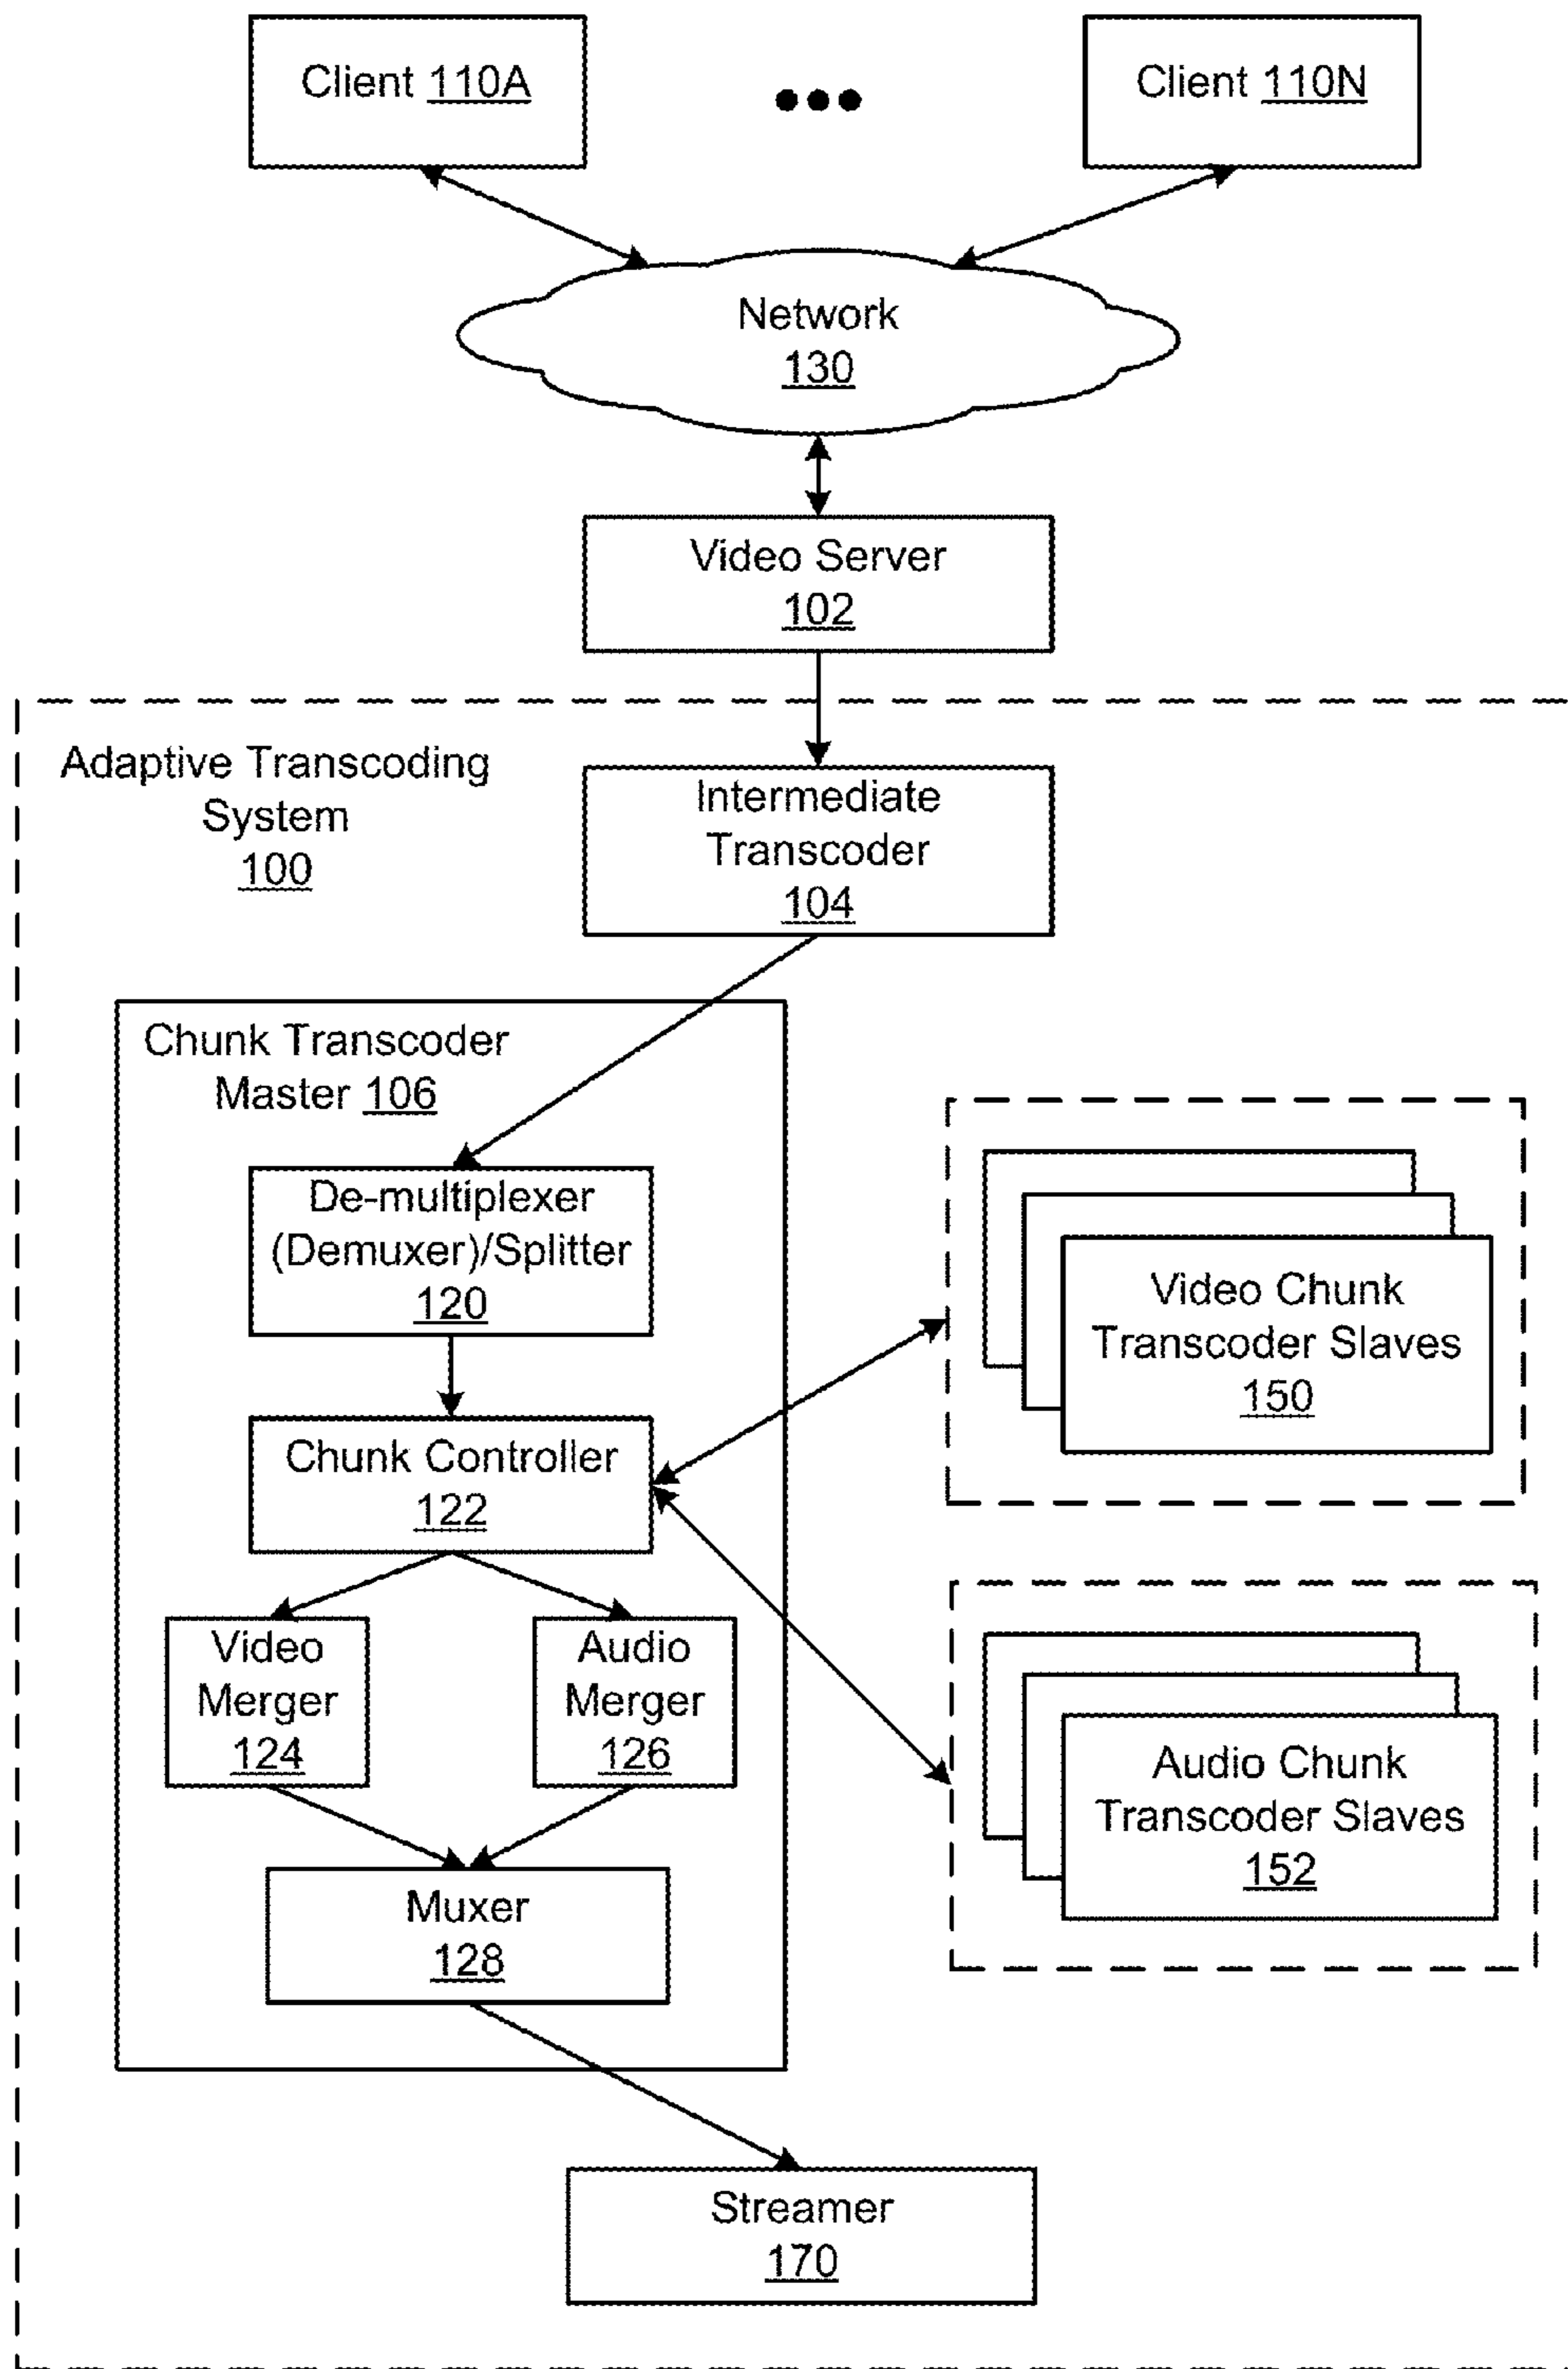 Client 110A
Client 110N
Network
130
Video Server
102
Adaptive Transcoding
System
100
Intermediate
Transcoder
104
Chunk Transcoder
Master 106
De-multiplexer
(Demuxer)/Splitter
120
Chunk Controller
122
Video
Merger
124
Audio
Merger
126
Muxer
128
Video Chunk
Transcoder Slaves
150
Audio Chunk
Transcoder Slaves
152
Streamer
170